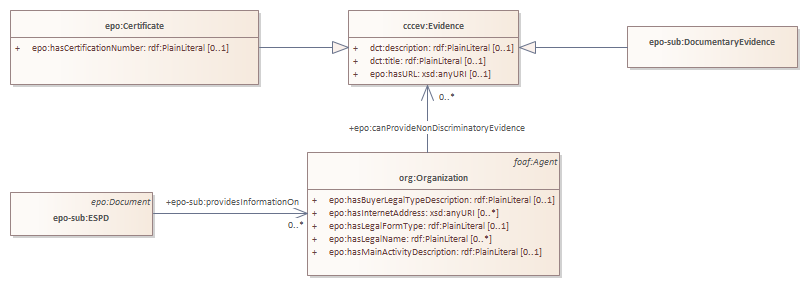 epo:Certificate
+ epo:hasCertificationNumber: rdf:PlainLiteral [0..1]
cccev:Evidence
+ dct:description: rdf:PlainLiteral [0..1]
+ dct:title: rdf:PlainLiteral [0..1]
+ epo:hasURL: xsd:anyURI [0..1]
epo-sub:DocumentaryEvidence
0..*
+epo:canProvideNonDiscriminatoryEvidence
foaf:Agent
org:Organization
+ epo:hasBuyerLegalTypeDescription: rdf:PlainLiteral [0..1]
+ epo:hasInternetAddress: xsd:anyURI [0..*]
+ epo:hasLegalFormType: rdf:PlainLiteral [0..1]
+ epo:hasLegalName: rdf:PlainLiteral [0..*]
+ epo:hasMainActivityDescription: rdf:PlainLiteral [0..1]
epo:Document
epo-sub:ESPD
+epo-sub:providesInformationOn
0..*